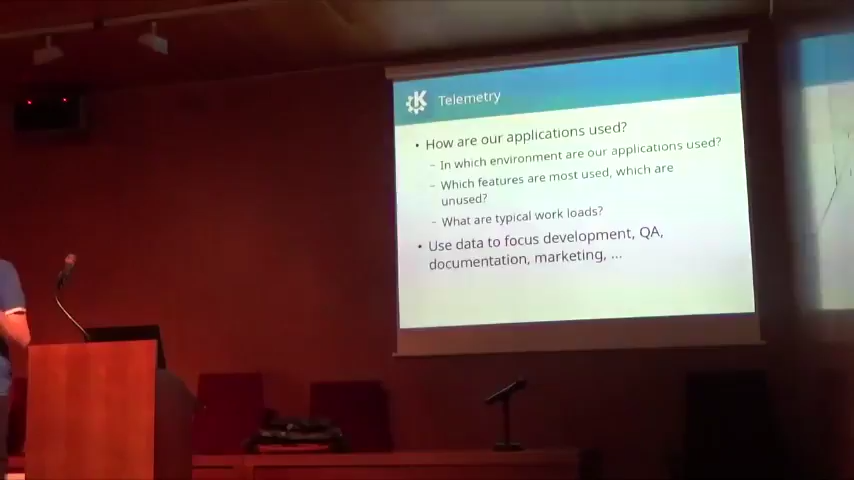 Telemetry
• How are our applications used?
– In which environment are our applications used?
– Which features are most used, which are
unused?
– What are typical work loads?
• Use data to focus development, QA,
documentation, marketing, ...